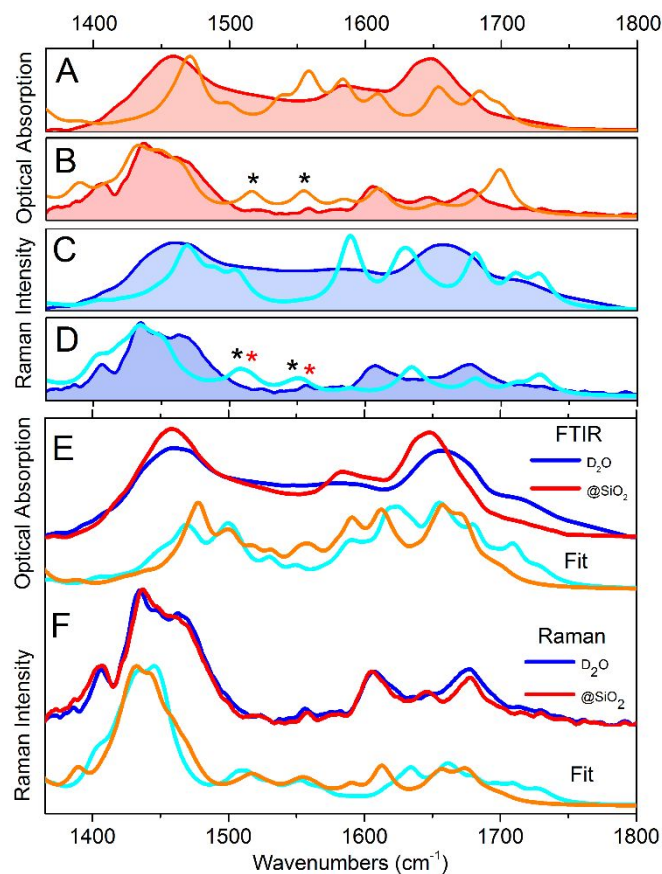 1400 1500 1600 1700 1800
Optical Absorption
A
B
* *
Raman Intensity
C
D
* * * *
Optical Absorption
E
FTIR
D₂O
@SiO₂
Fit
Raman Intensity
F
Raman
D₂O
@SiO₂
Fit
1400 1500 1600 1700 1800
Wavenumbers (cm⁻¹)